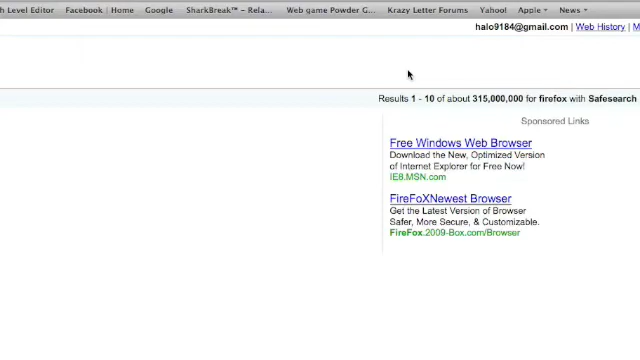 h Level Editor Facebook | Home Google SharkBreak™ – Rela... Web game Powder G... Krazy Letter Forums Yahoo! Apple News
halo9184@gmail.com | Web History | M
Results 1 - 10 of about 315,000,000 for firefox with Safesearch
Sponsored Links
Free Windows Web Browser
Download the New, Optimized Version
of Internet Explorer for Free Now!
IE8.MSN.com
FireFoXNewest Browser
Get the Latest Version of Browser
Safer, More Secure, & Customizable.
FireFox.2009-Box.com/Browser